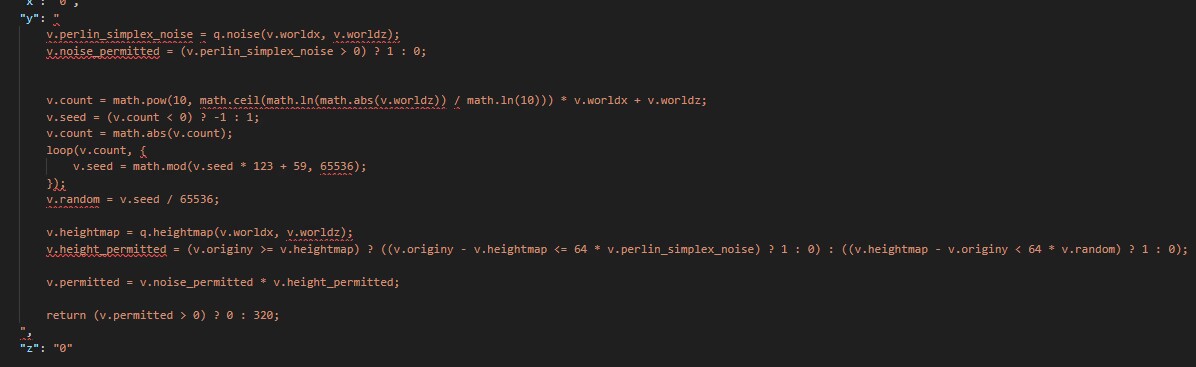 "x": "0",
"y": "
v.perlin_simplex_noise = q.noise(v.worldx, v.worldz);
v.noise_permitted = (v.perlin_simplex_noise > 0) ? 1 : 0;
v.count = math.pow(10, math.ceil(math.ln(math.abs(v.worldz)) / math.ln(10))) * v.worldx + v.worldz;
v.seed = (v.count < 0) ? -1 : 1;
v.count = math.abs(v.count);
loop(v.count, {
v.seed = math.mod(v.seed * 123 + 59, 65536);
});
v.random = v.seed / 65536;
v.heightmap = q.heightmap(v.worldx, v.worldz);
v.height_permitted = (v.originy >= v.heightmap) ? ((v.originy - v.heightmap <= 64 * v.perlin_simplex_noise) ? 1 : 0) : ((v.heightmap - v.originy < 64 * v.random) ? 1 : 0);
v.permitted = v.noise_permitted * v.height_permitted;
return (v.permitted > 0) ? 0 : 320;
",
"z": "0"